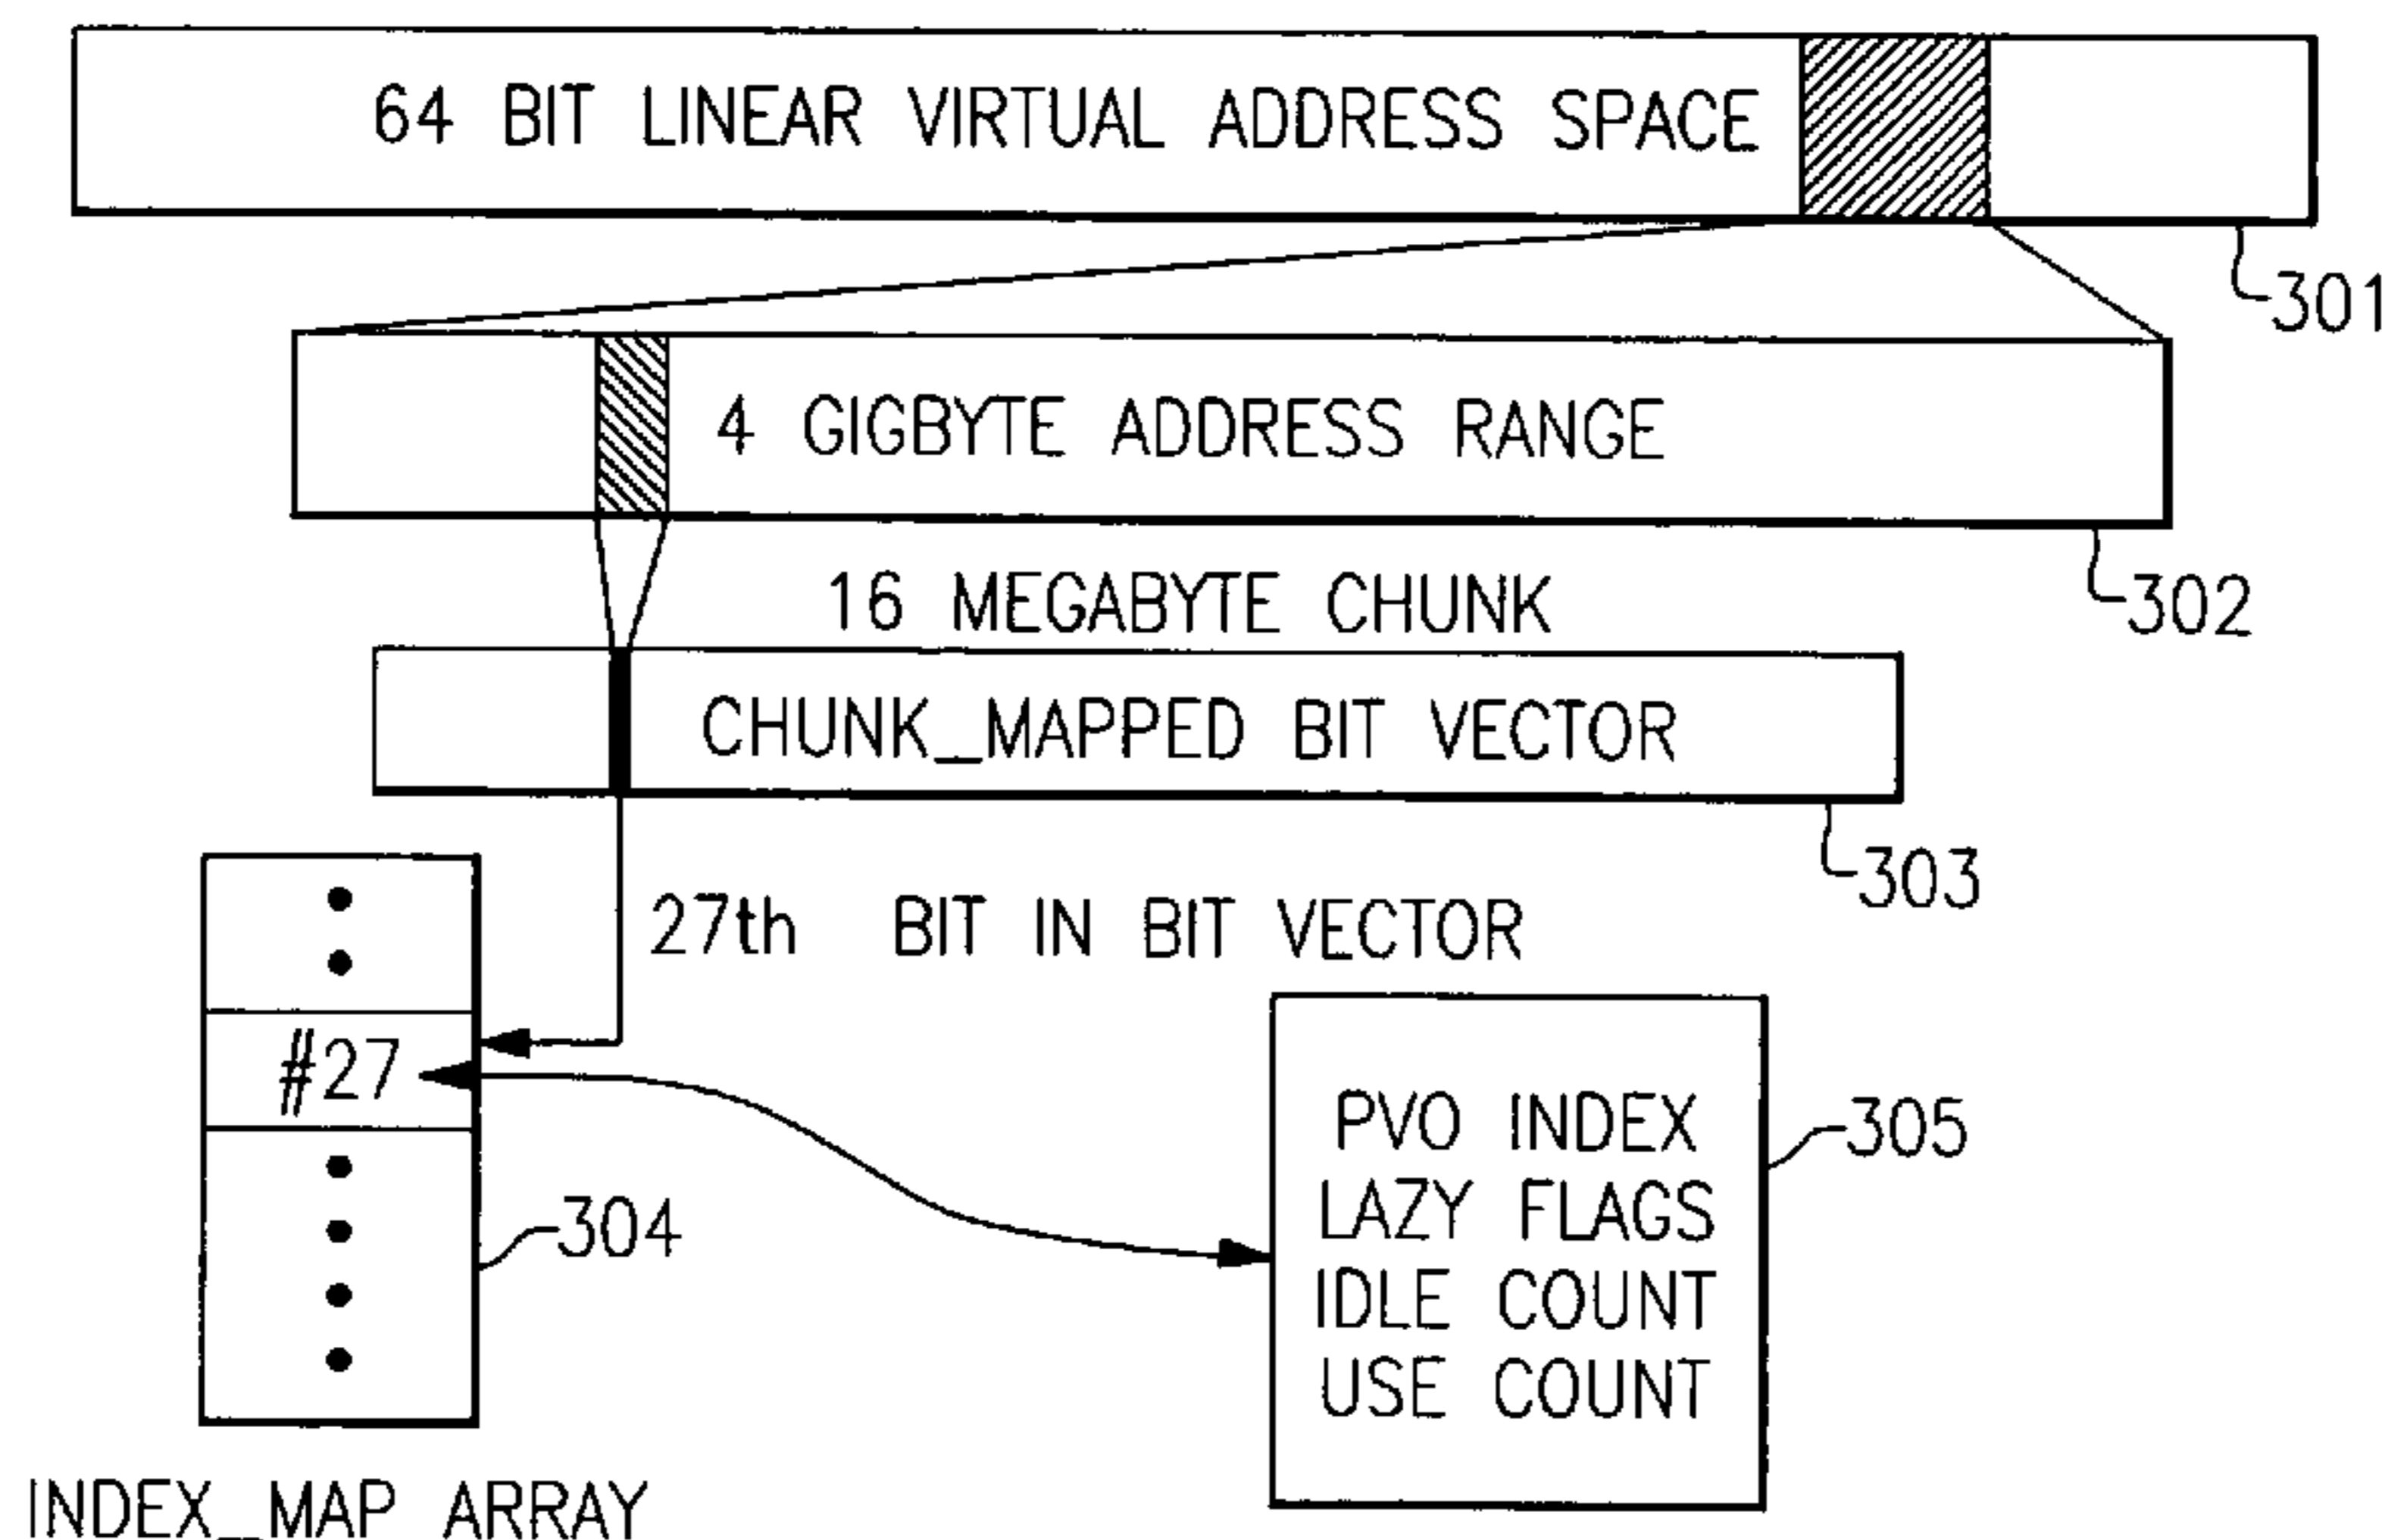 64 BIT LINEAR VIRTUAL ADDRESS SPACE
301
4 GIGBYTE ADDRESS RANGE
302
16 MEGABYTE CHUNK
CHUNK_MAPPED BIT VECTOR
303
27th BIT IN BIT VECTOR
#27
304
PVO INDEX
LAZY FLAGS
IDLE COUNT
USE COUNT
305
INDEX_MAP ARRAY